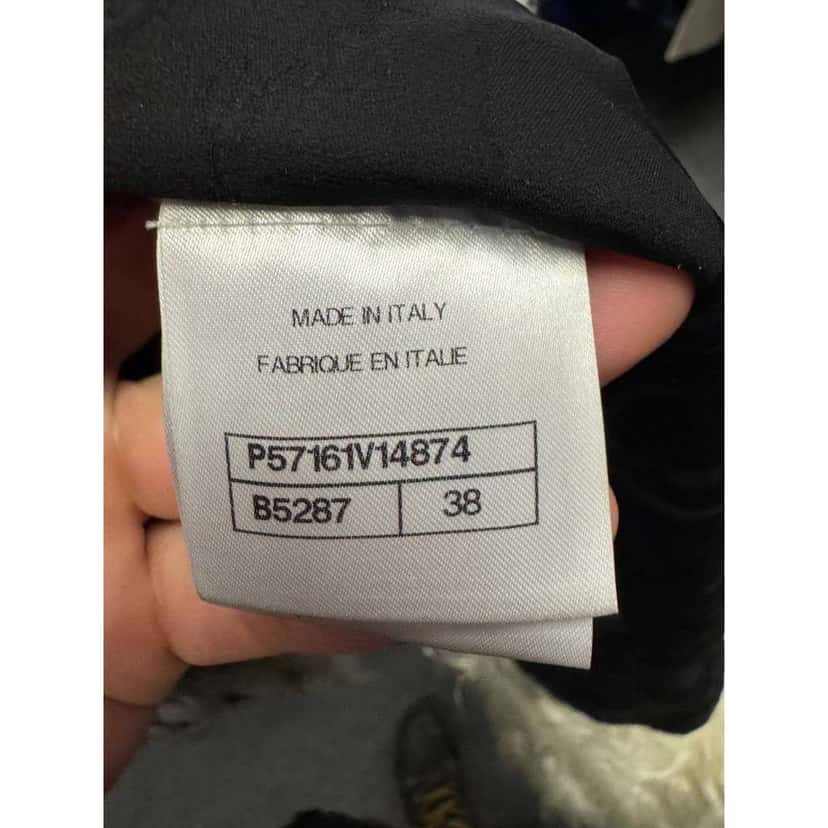 MADE IN ITALY
FABRIQUE EN ITALIE
P57161V14874
B5287 38